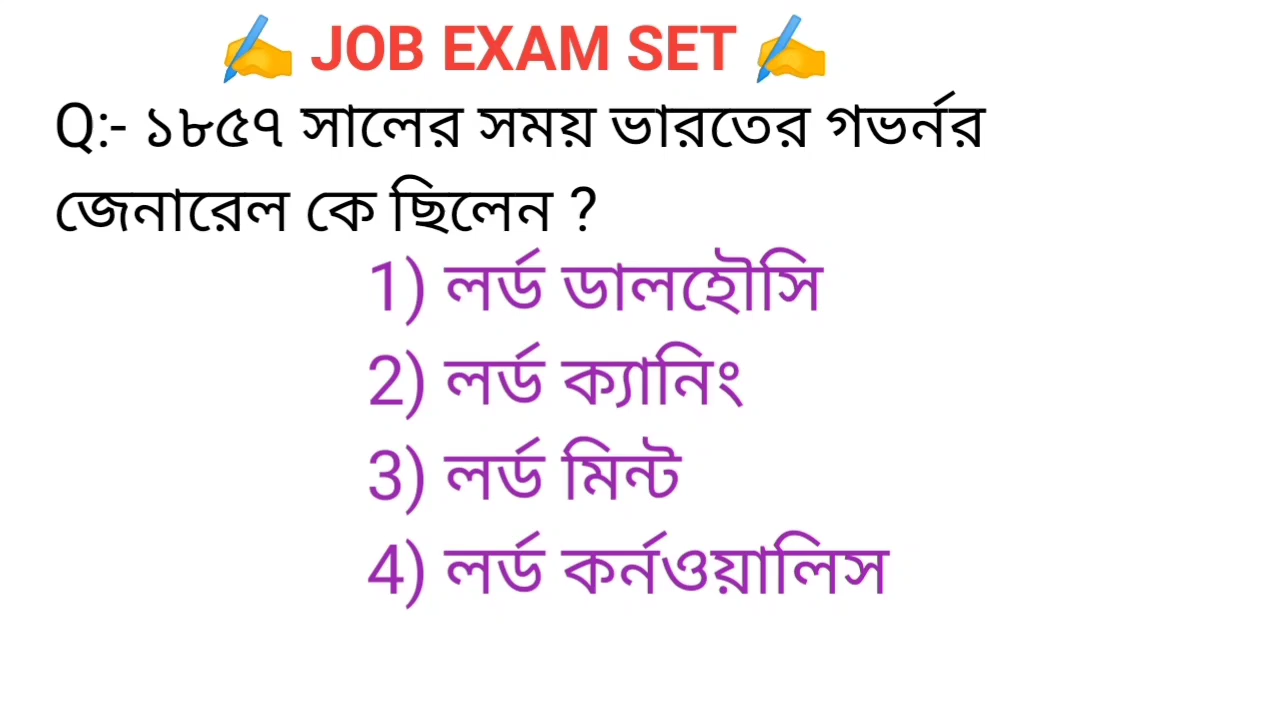 ✍️ JOB EXAM SET ✍️
Q:- ১৮৫৭ সালের সময় ভারতের গভর্নর
জেনারেল কে ছিলেন ?
1) লর্ড ডালহৌসি
2) লর্ড ক্যানিং
3) লর্ড মিন্ট
4) লর্ড কর্নওয়ালিস